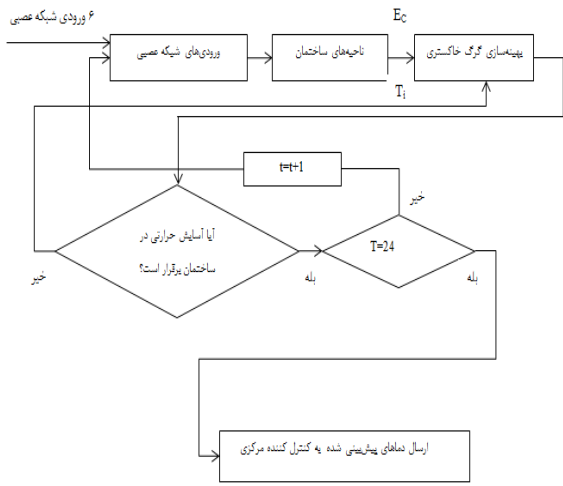 ۶ ورودی شبکه عصبی
ورودی‌های شبکه عصبی
ناحیه‌های ساختمان
E_C
T_i
بهینه‌سازی گرگ خاکستری
t=t+1
خیر
آیا آسایش حرارتی در
ساختمان برقرار است؟
خیر
بله
T=24
بله
ارسال دماهای پیش‌بینی شده به کنترل کننده مرکزی